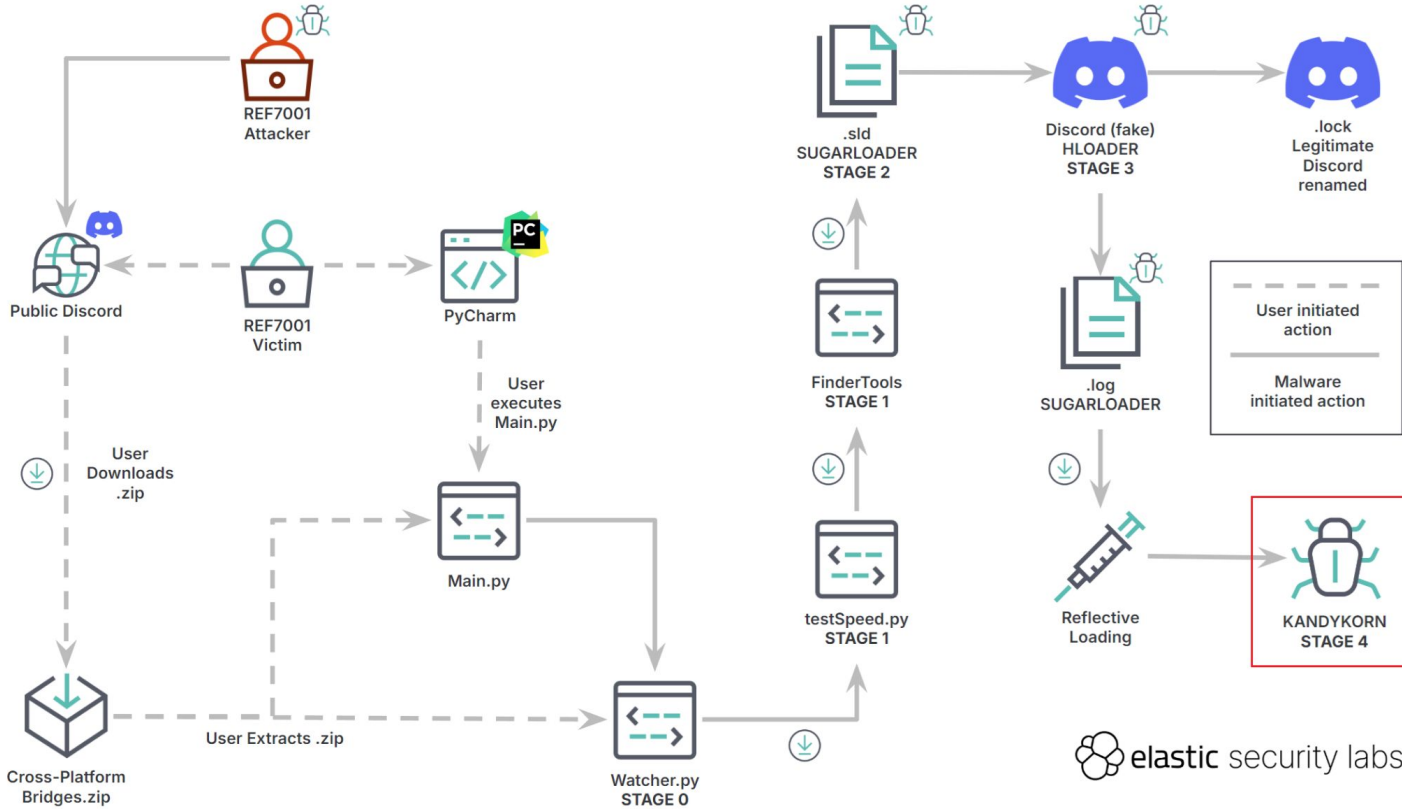 REF7001
Attacker
Public Discord
REF7001
Victim
PC
PyCharm
User
executes
Main.py
User
Downloads
.zip
Main.py
User Extracts .zip
Cross-Platform
Bridges.zip
Watcher.py
STAGE 0
testSpeed.py
STAGE 1
FinderTools
STAGE 1
.sld
SUGARLOADER
STAGE 2
Discord (fake)
HLOADER
STAGE 3
.lock
Legitimate
Discord
renamed
.log
SUGARLOADER
Reflective
Loading
KANDYKORN
STAGE 4
User initiated
action
Malware
initiated action
elastic security labs